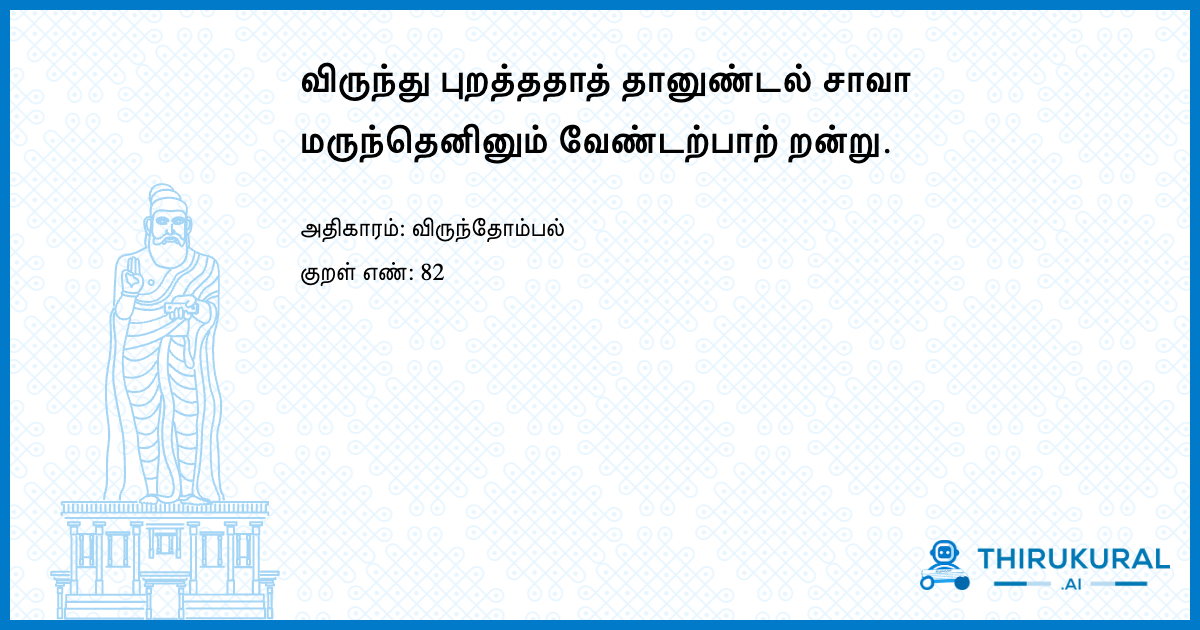 விருந்து புறத்ததாத் தானுண்டல் சாவா
மருந்தெனினும் வேண்டற்பாற் றன்று.
அதிகாரம்: விருந்தோம்பல்
குறள் எண்: 82
THIRUKURAL
.AI